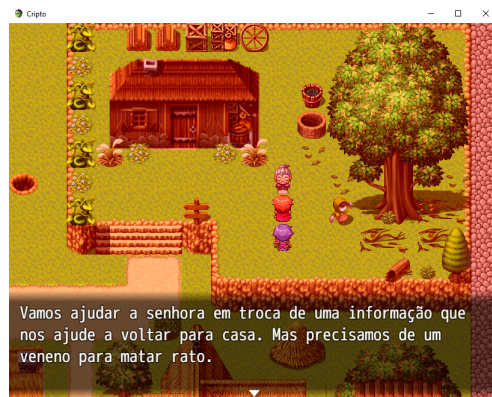 Cripto
Vamos ajudar a senhora em troca de uma informação que
nos ajude a voltar para casa. Mas precisamos de um
veneno para matar rato.